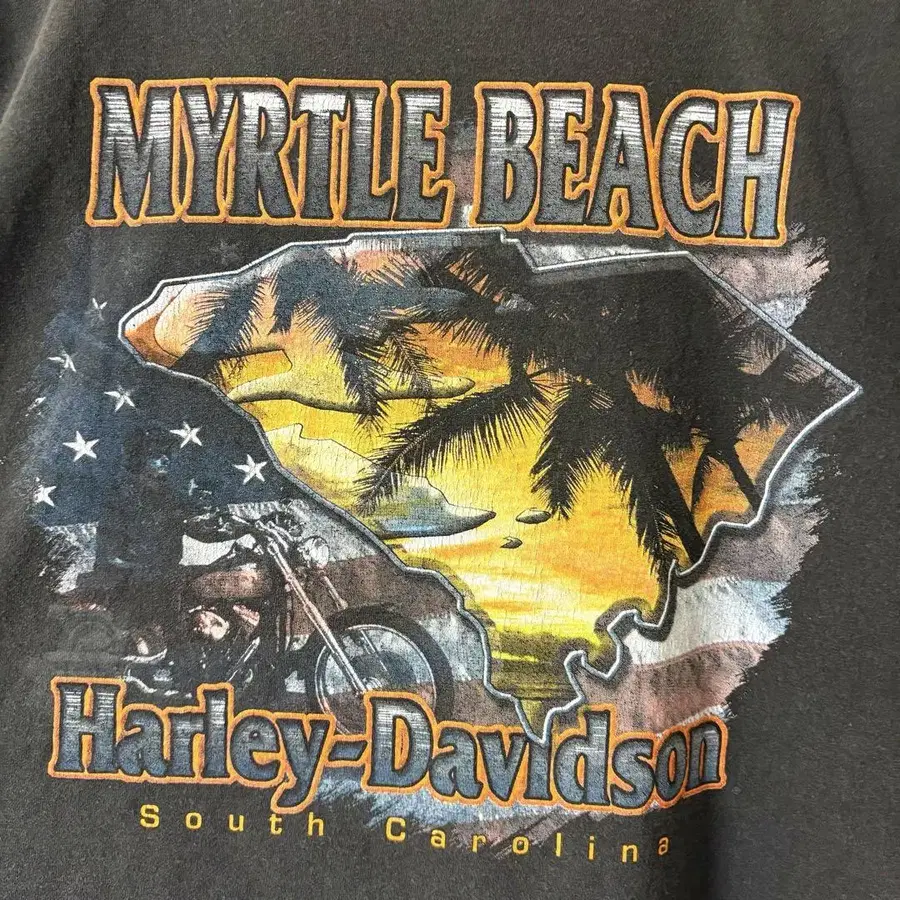 MYRTLE BEACH
Harley-Davidson
South Carolina